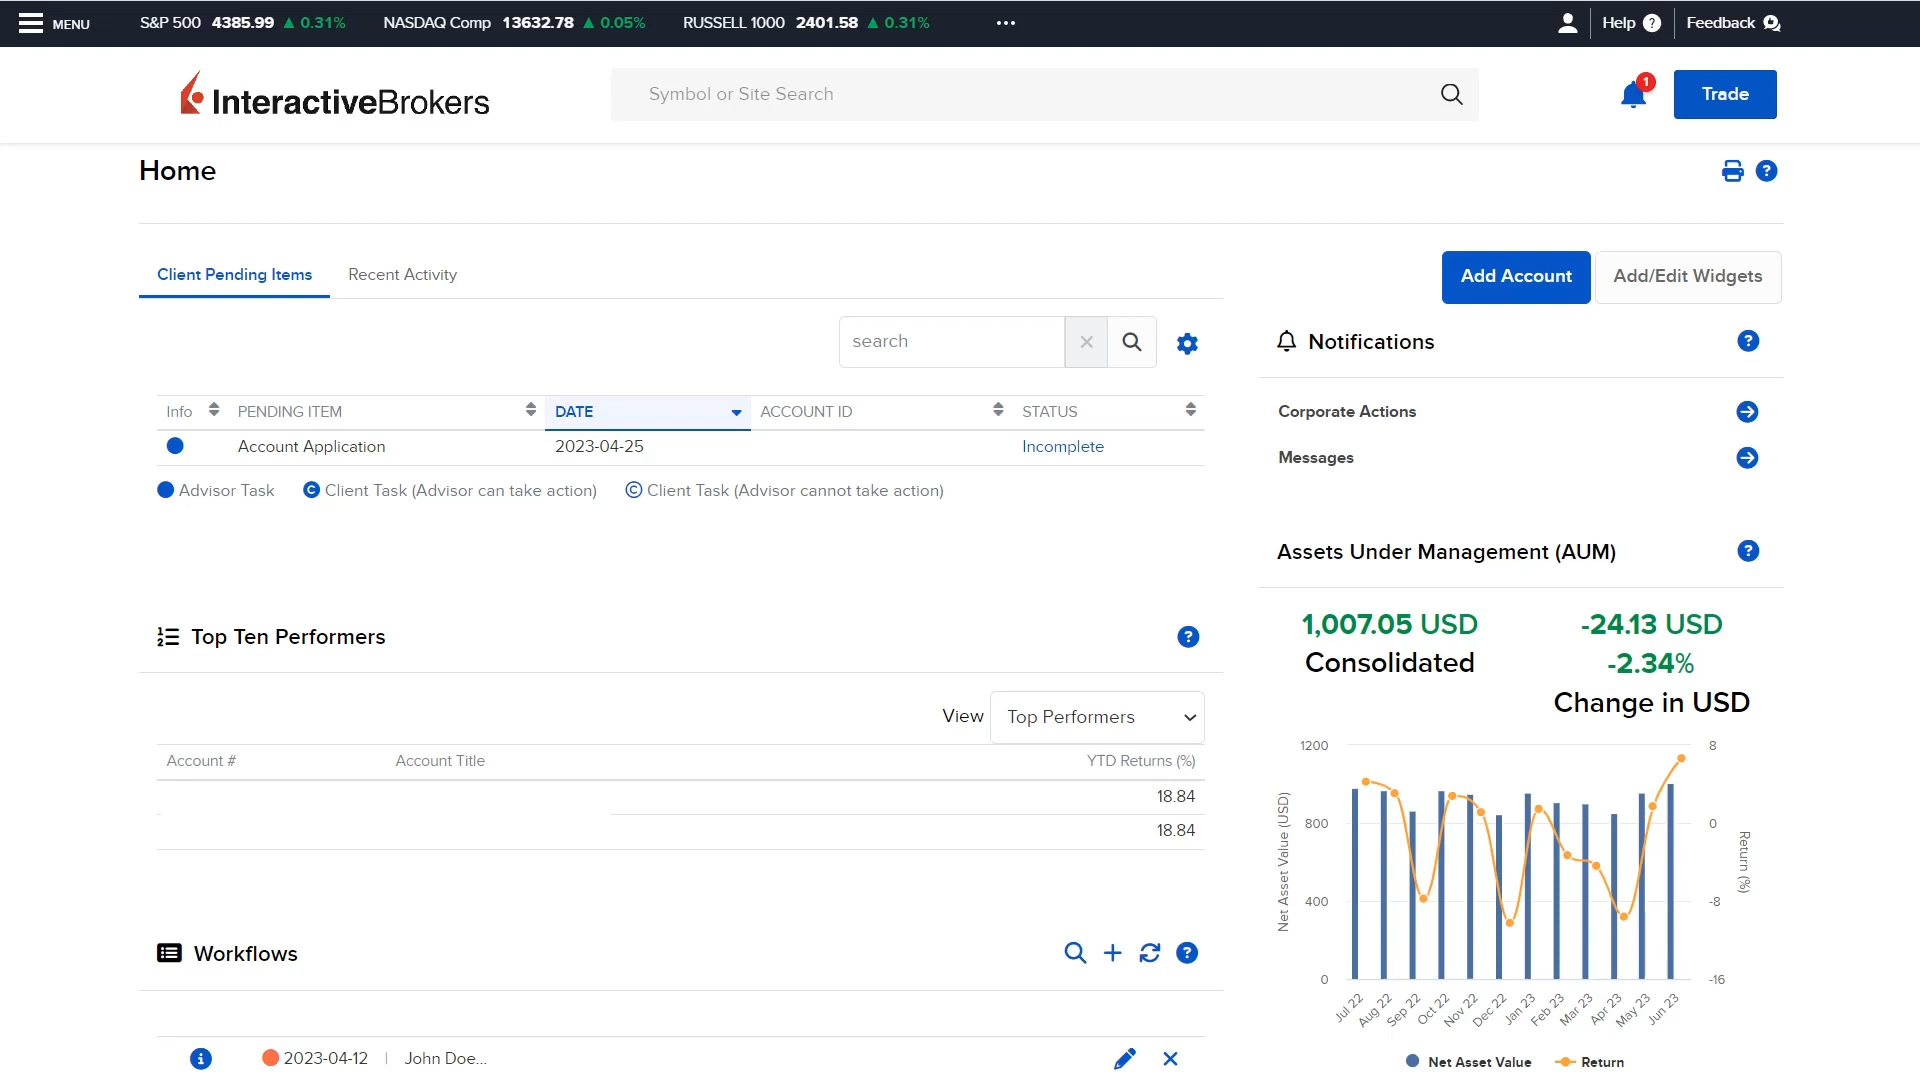 MENU
S&P 500 4385.99 ▲ 0.31% NASDAQ Comp 13632.78 ▲ 0.05% RUSSELL 1000 2401.58 ▲ 0.31% ...
Help ? Feedback
InteractiveBrokers
Symbol or Site Search
1
Trade
Home
?
Client Pending Items Recent Activity
Add Account Add/Edit Widgets
search
Info PENDING ITEM DATE ACCOUNT ID STATUS
Account Application 2023-04-25 Incomplete
Advisor Task C Client Task (Advisor can take action) © Client Task (Advisor cannot take action)
Notifications ?
Corporate Actions
Messages
Top Ten Performers ?
View Top Performers
Account # Account Title YTD Returns (%)
18.84
18.84
Workflows ?
2023-04-12 | John Doe...
Assets Under Management (AUM) ?
1,007.05 USD
Consolidated
-24.13 USD
-2.34%
Change in USD
Net Asset Value (USD)
1200
800
400
0
Return (%)
8
0
-8
-16
Jul 22 Aug 22 Sep 22 Oct 22 Nov 22 Dec 22 Jan 23 Feb 23 Mar 23 Apr 23 May 23 Jun 23
Net Asset Value Return